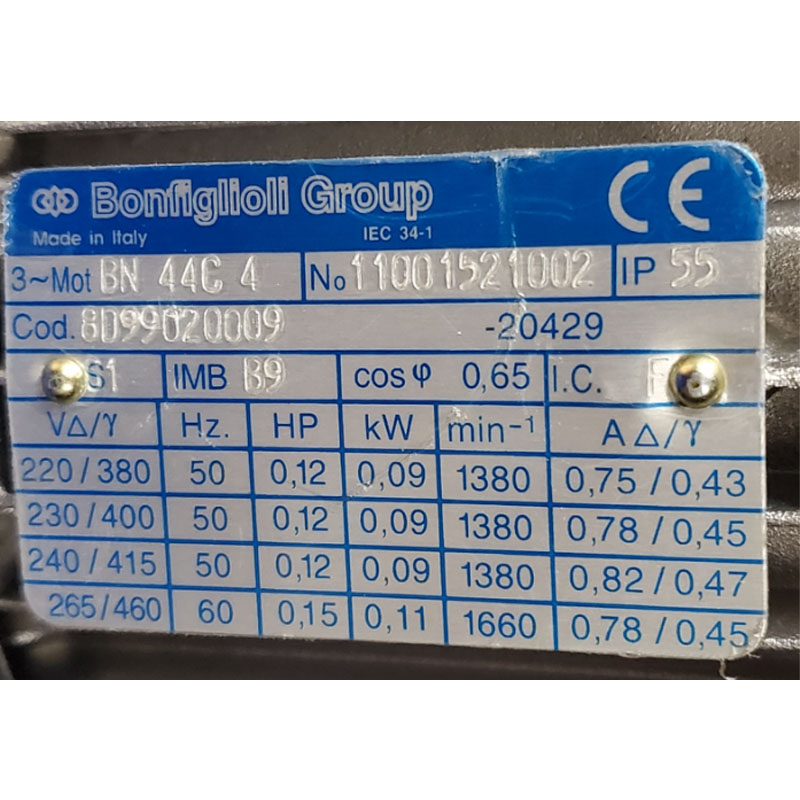 Bonfiglioli Group CE
Made in Italy IEC 34-1
3~Mot BN 44C 4 No 11001521002 IP 55
Cod. 8D99020009 -20429
S1 IMB B9 cos φ 0,65 I.C. F
V∆/Y Hz. HP kW min-1 A ∆/Y
220/380 50 0,12 0,09 1380 0,75/0,43
230/400 50 0,12 0,09 1380 0,78/0,45
240/415 50 0,12 0,09 1380 0,82/0,47
265/460 60 0,15 0,11 1660 0,78/0,45